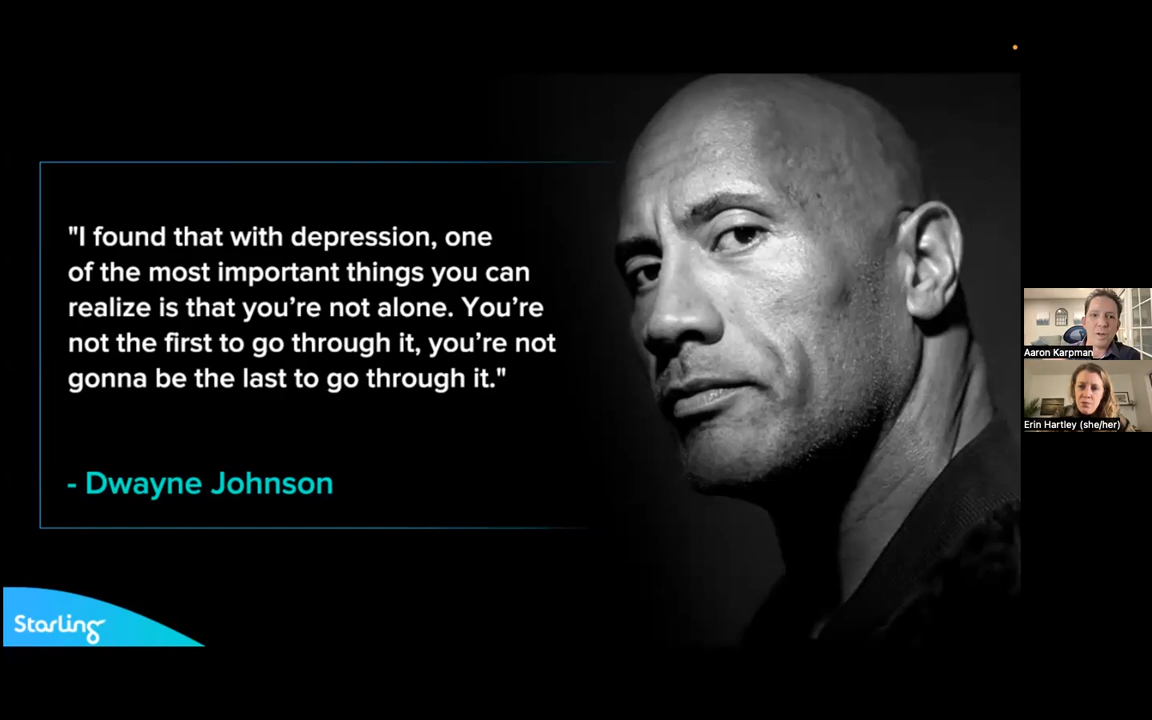 "I found that with depression, one
of the most important things you can
realize is that you’re not alone. You’re
not the first to go through it, you’re not
gonna be the last to go through it."
- Dwayne Johnson
Starling
Aaron Karpman
Erin Hartley (she/her)